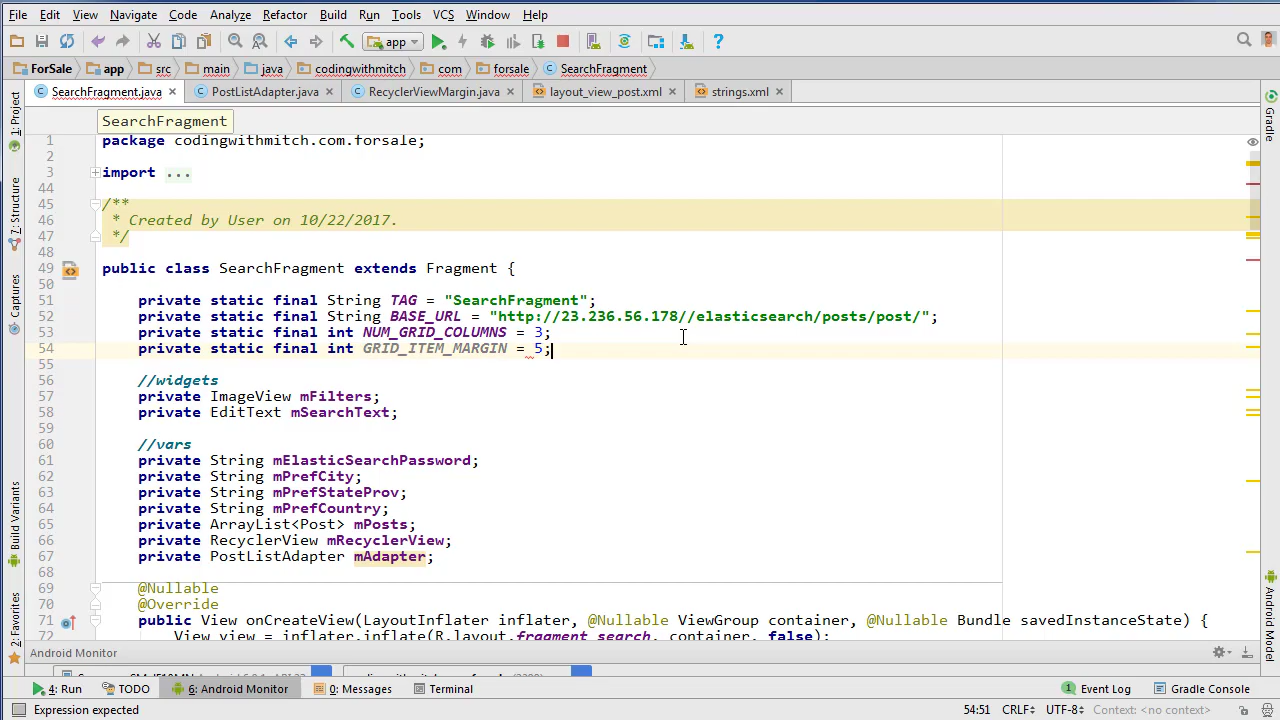 File Edit View Navigate Code Analyze Refactor Build Run Tools VCS Window Help
app
ForSale app src main java codingwithmitch com forsale SearchFragment
SearchFragment.java PostListAdapter.java RecyclerViewMargin.java layout_view_post.xml strings.xml
SearchFragment
1 package codingwithmitch.com.forsale;
2
3 import ...
44
45 /**
46 * Created by User on 10/22/2017.
47 */
48
49 public class SearchFragment extends Fragment {
50
51 private static final String TAG = "SearchFragment";
52 private static final String BASE_URL = "http://23.236.56.178//elasticsearch/posts/post/";
53 private static final int NUM_GRID_COLUMNS = 3;
54 private static final int GRID_ITEM_MARGIN = 5;
55
56 //widgets
57 private ImageView mFilters;
58 private EditText mSearchText;
59
60 //vars
61 private String mElasticSearchPassword;
62 private String mPrefCity;
63 private String mPrefStateProv;
64 private String mPrefCountry;
65 private ArrayList<Post> mPosts;
66 private RecyclerView mRecyclerView;
67 private PostListAdapter mAdapter;
68
69 @Nullable
70 @Override
71 public View onCreateView(LayoutInflater inflater, @Nullable ViewGroup container, @Nullable Bundle savedInstanceState) {
72 View view = inflater.inflate(R.layout.fragment_search, container, false);
1: Project
7: Structure
Captures
Build Variants
2: Favorites
Gradle
Android Model
Android Monitor
4: Run TODO 6: Android Monitor 0: Messages Terminal 1 Event Log Gradle Console
Expression expected 54:51 CRLF UTF-8 Context: <no context>